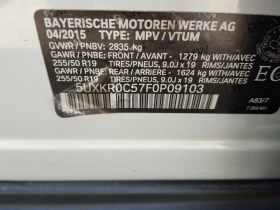 BAYERISCHE MOTOREN WERKE AG
04/2015 TYPE: MPV / VTUM
GVWR / PNBV: 2835 kg
GAWR / PNBE: FRONT / AVANT - 1279 kg WITH/AVEC
255/50 R19 TIRES/PNEUS, 9.0J x 19 RIMS/JANTES
GAWR / PNBE: REAR / ARRIERE - 1624 kg WITH/AVEC
255/50 R19 TIRES/PNEUS, 9.0J x 19 RIMS/JANTES
5UXKR0C57F0P09103
A83/7